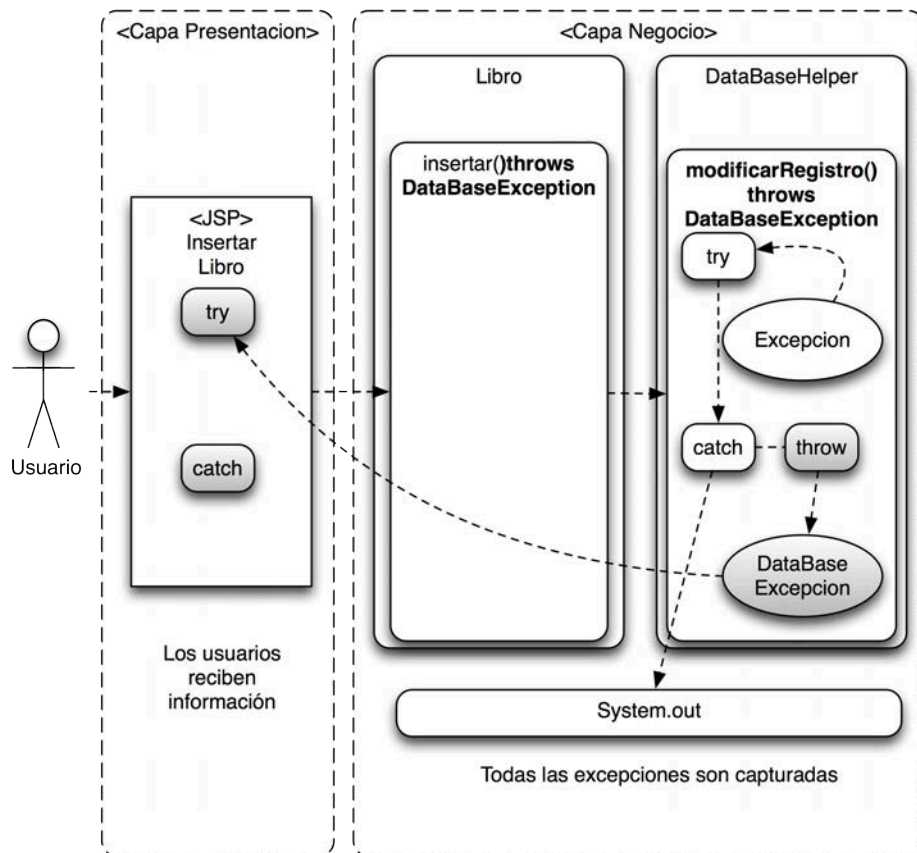 <Capa Presentacion>
<JSP>
Insertar
Libro
try
catch
Usuario
Los usuarios
reciben
información
<Capa Negocio>
Libro
insertar()throws
DataBaseException
DataBaseHelper
modificarRegistro()
throws
DataBaseException
try
Excepcion
catch
throw
DataBase
Excepcion
System.out
Todas las excepciones son capturadas